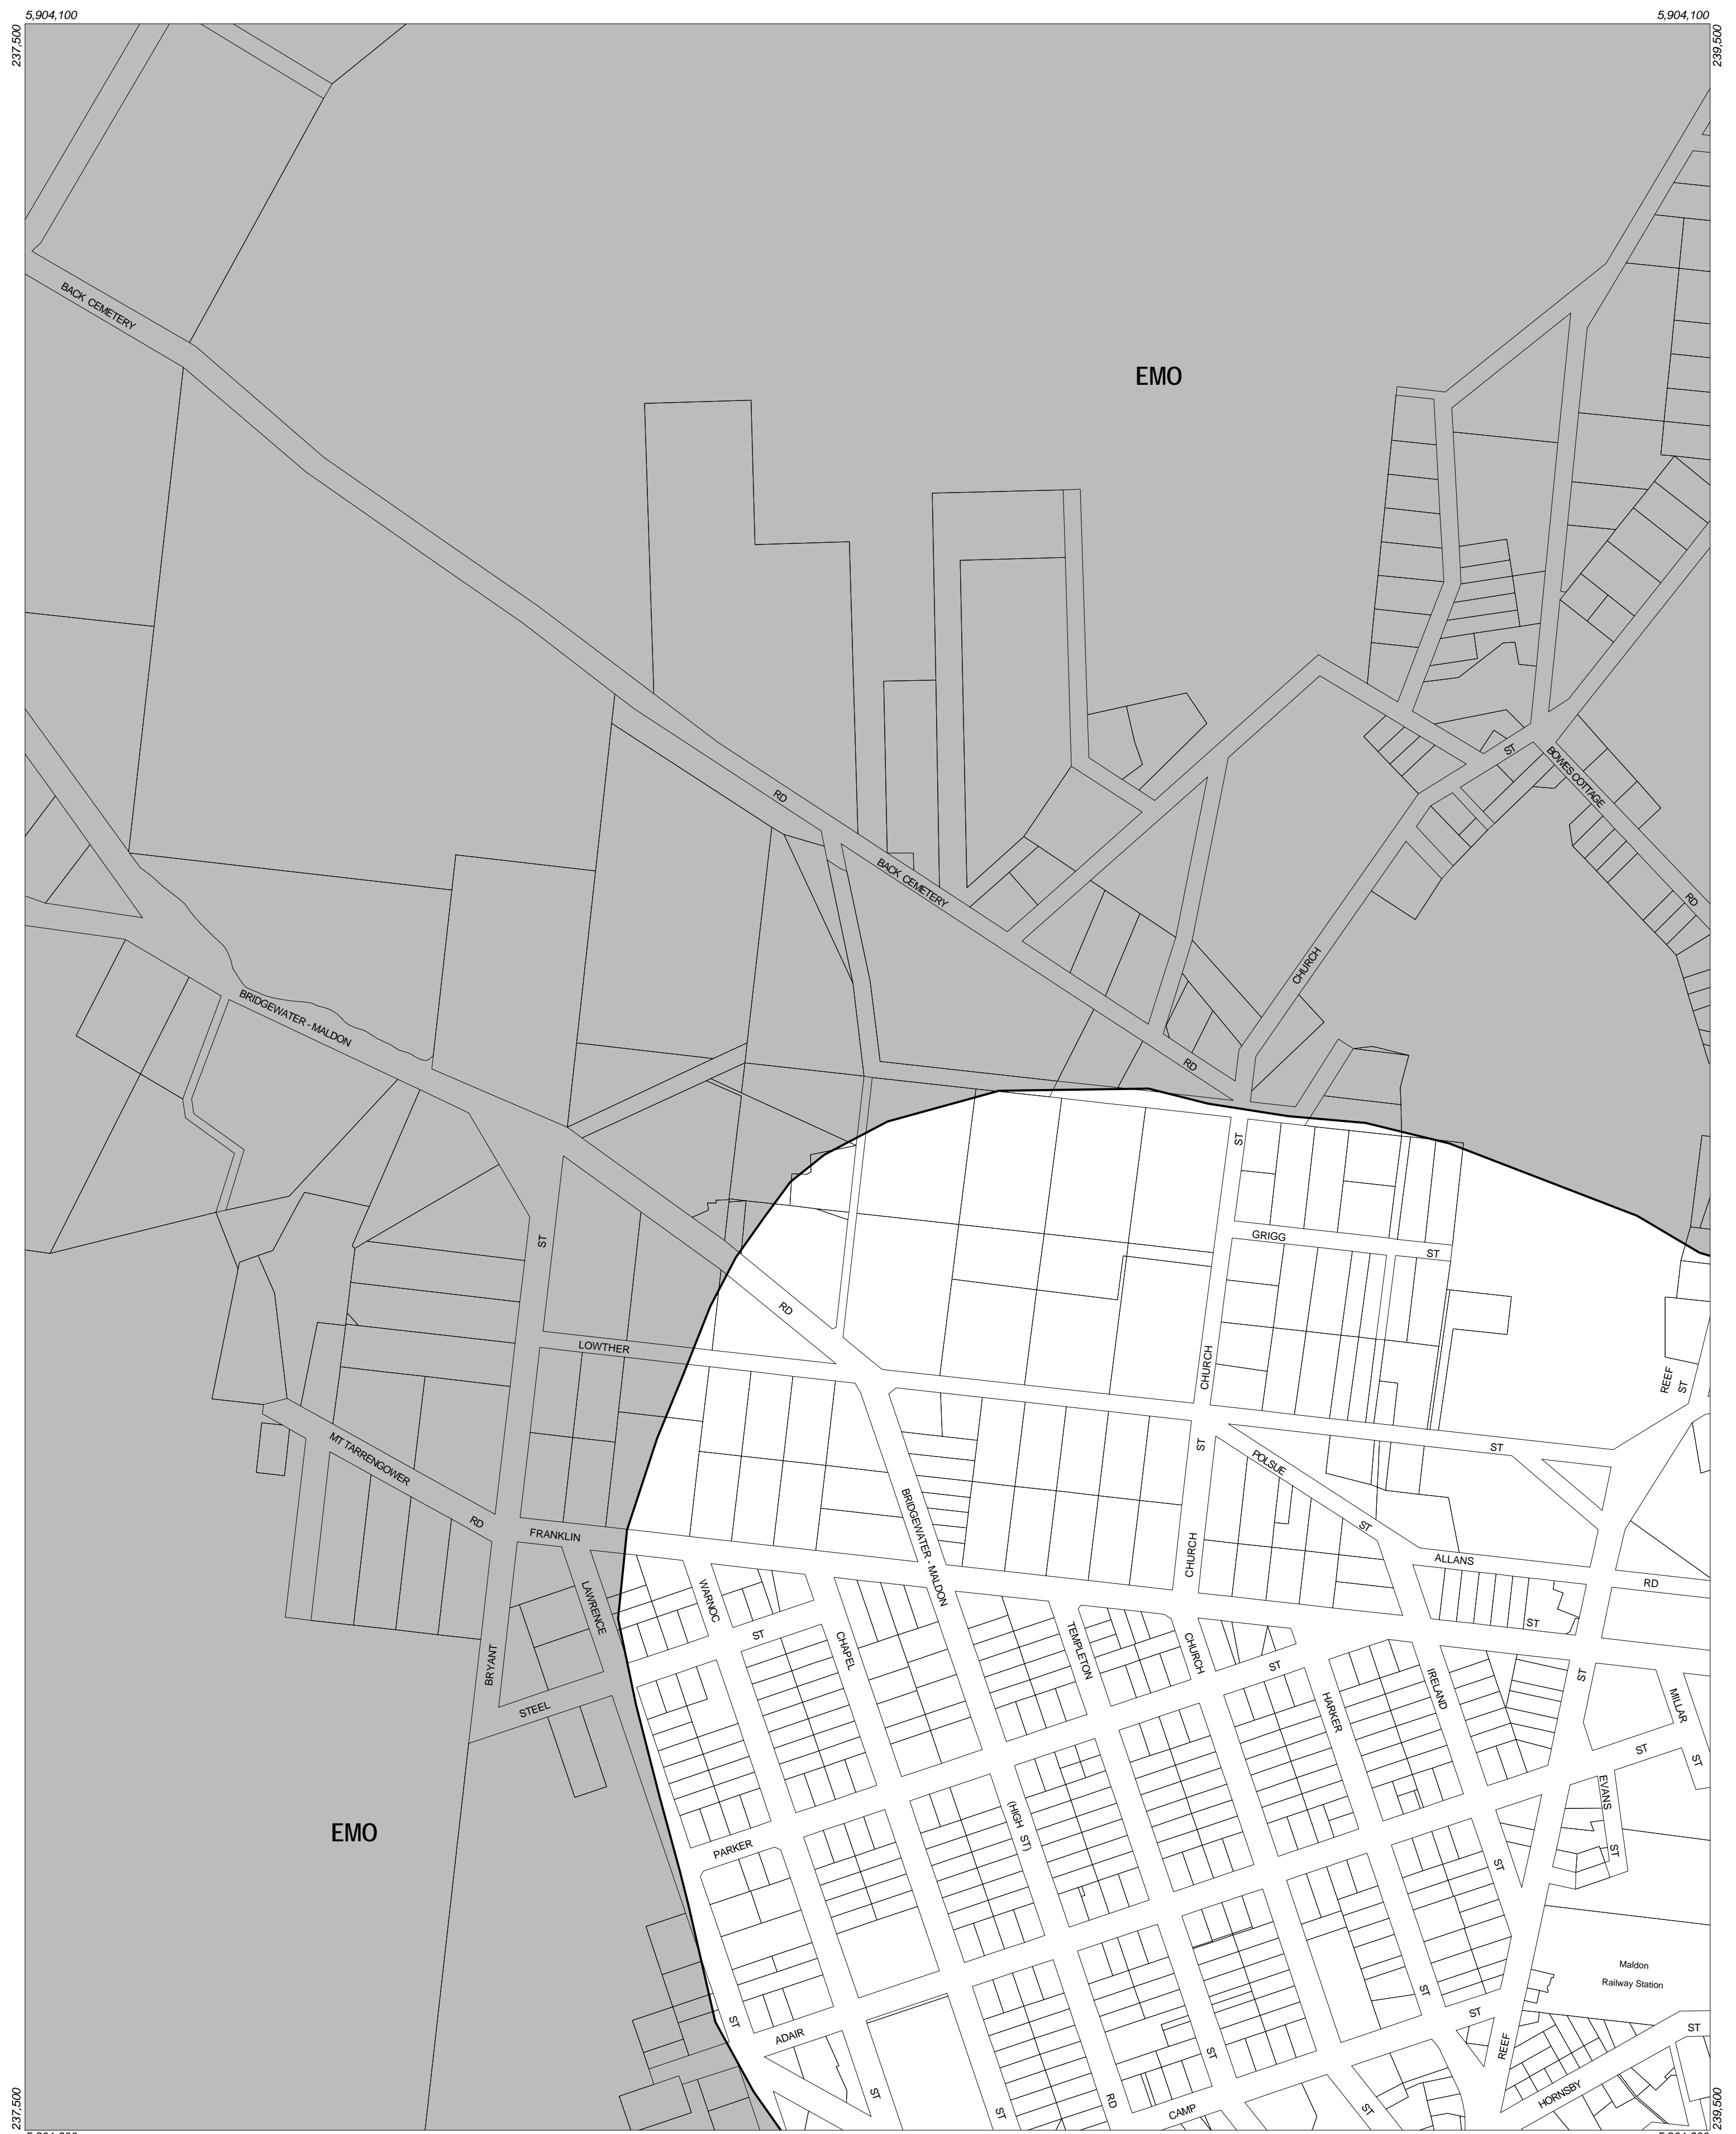 5,904,100
5,904,100
237,500
239,500
BACK CEMETERY
EMO
ST
BOWES COTTAGE
RD
BACK CEMETERY
RD
CHURCH
BRIDGEWATER - MALDON
RD
ST
ST
GRIGG
ST
RD
LOWTHER
CHURCH
REEF
ST
MT TARRENGOWER
RD
ST
ST
POLSUE
BRIDGEWATER - MALDON
ST
FRANKLIN
CHURCH
ALLANS
RD
LAWRENCE
WARNOC
ST
ST
CHAPEL
TEMPLETON
CHURCH
ST
BRYANT
IRELAND
ST
HARKER
MILLAR
STEEL
ST
ST
EVANS
ST
(HIGH ST)
EMO
PARKER
ST
Maldon
Railway Station
ST
ST
ST
ADAIR
REEF
ST
ST
ST
HORNSBY
ST
RD
CAMP
ST
237,500
239,500